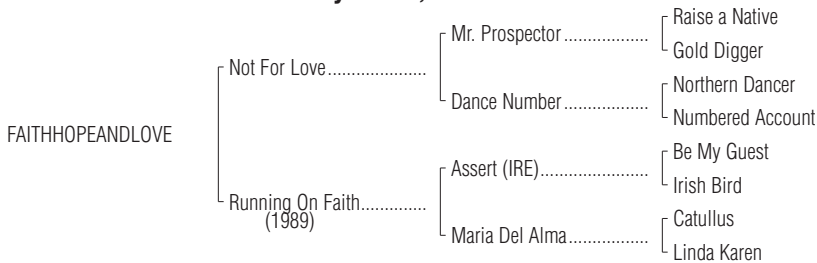 Raise a Native
Mr. Prospector
Gold Digger
Not For Love
Northern Dancer
Dance Number
Numbered Account
FAITHHOPEANDLOVE
Be My Guest
Assert (IRE)
Irish Bird
Running On Faith
(1989)
Catullus
Maria Del Alma
Linda Karen